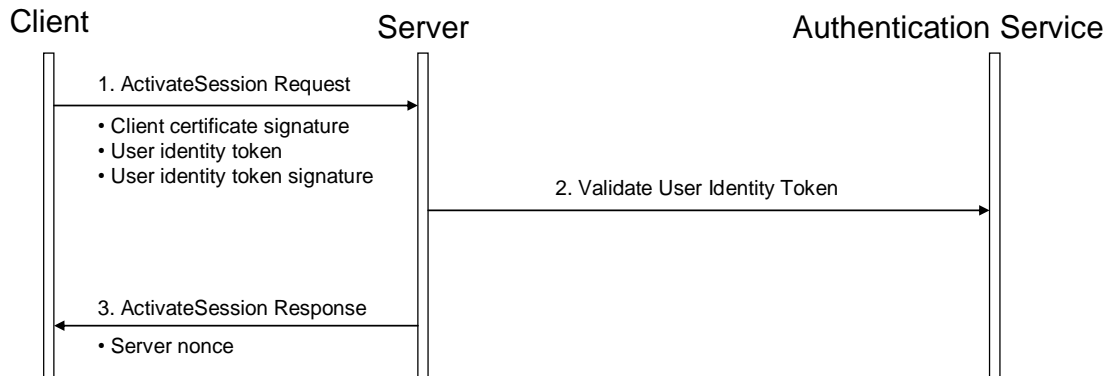 Client
Server
Authentication Service
1. ActivateSession Request
• Client certificate signature
• User identity token
• User identity token signature
2. Validate User Identity Token
3. ActivateSession Response
• Server nonce